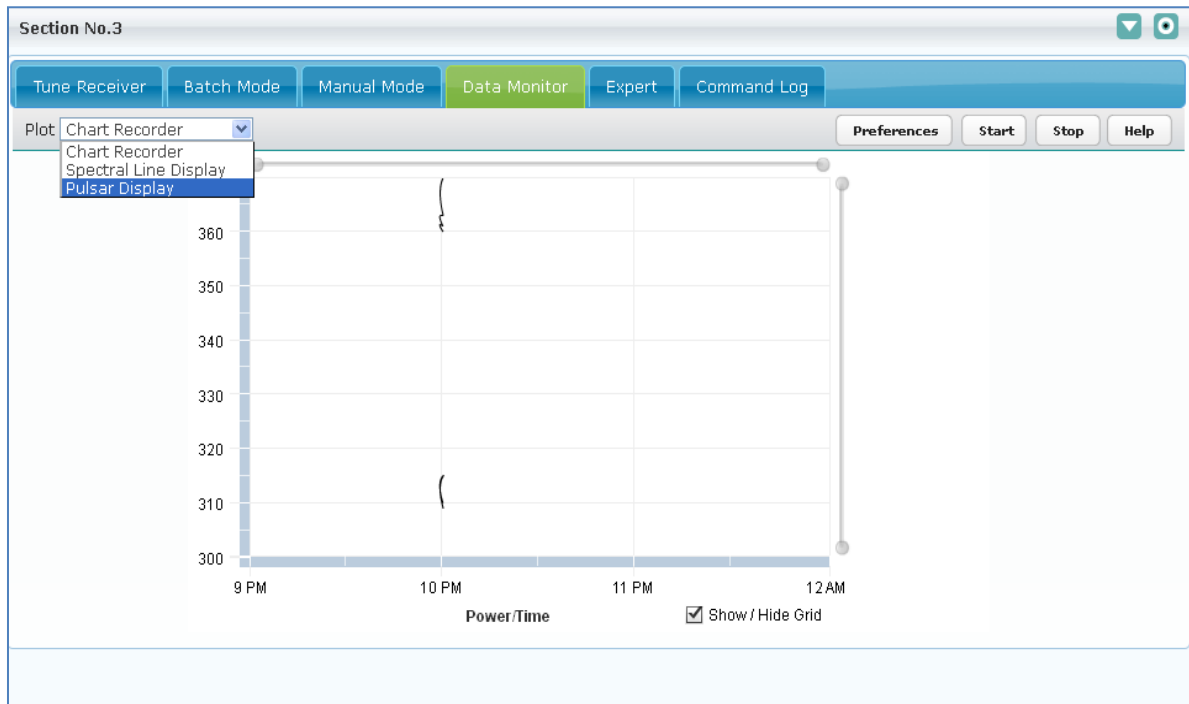 Section No.3
Tune Receiver Batch Mode Manual Mode Data Monitor Expert Command Log
Plot Chart Recorder Preferences Start Stop Help
Chart Recorder
Spectral Line Display
Pulsar Display
360
350
340
330
320
310
300
9 PM 10 PM 11 PM 12 AM
Power/Time Show / Hide Grid